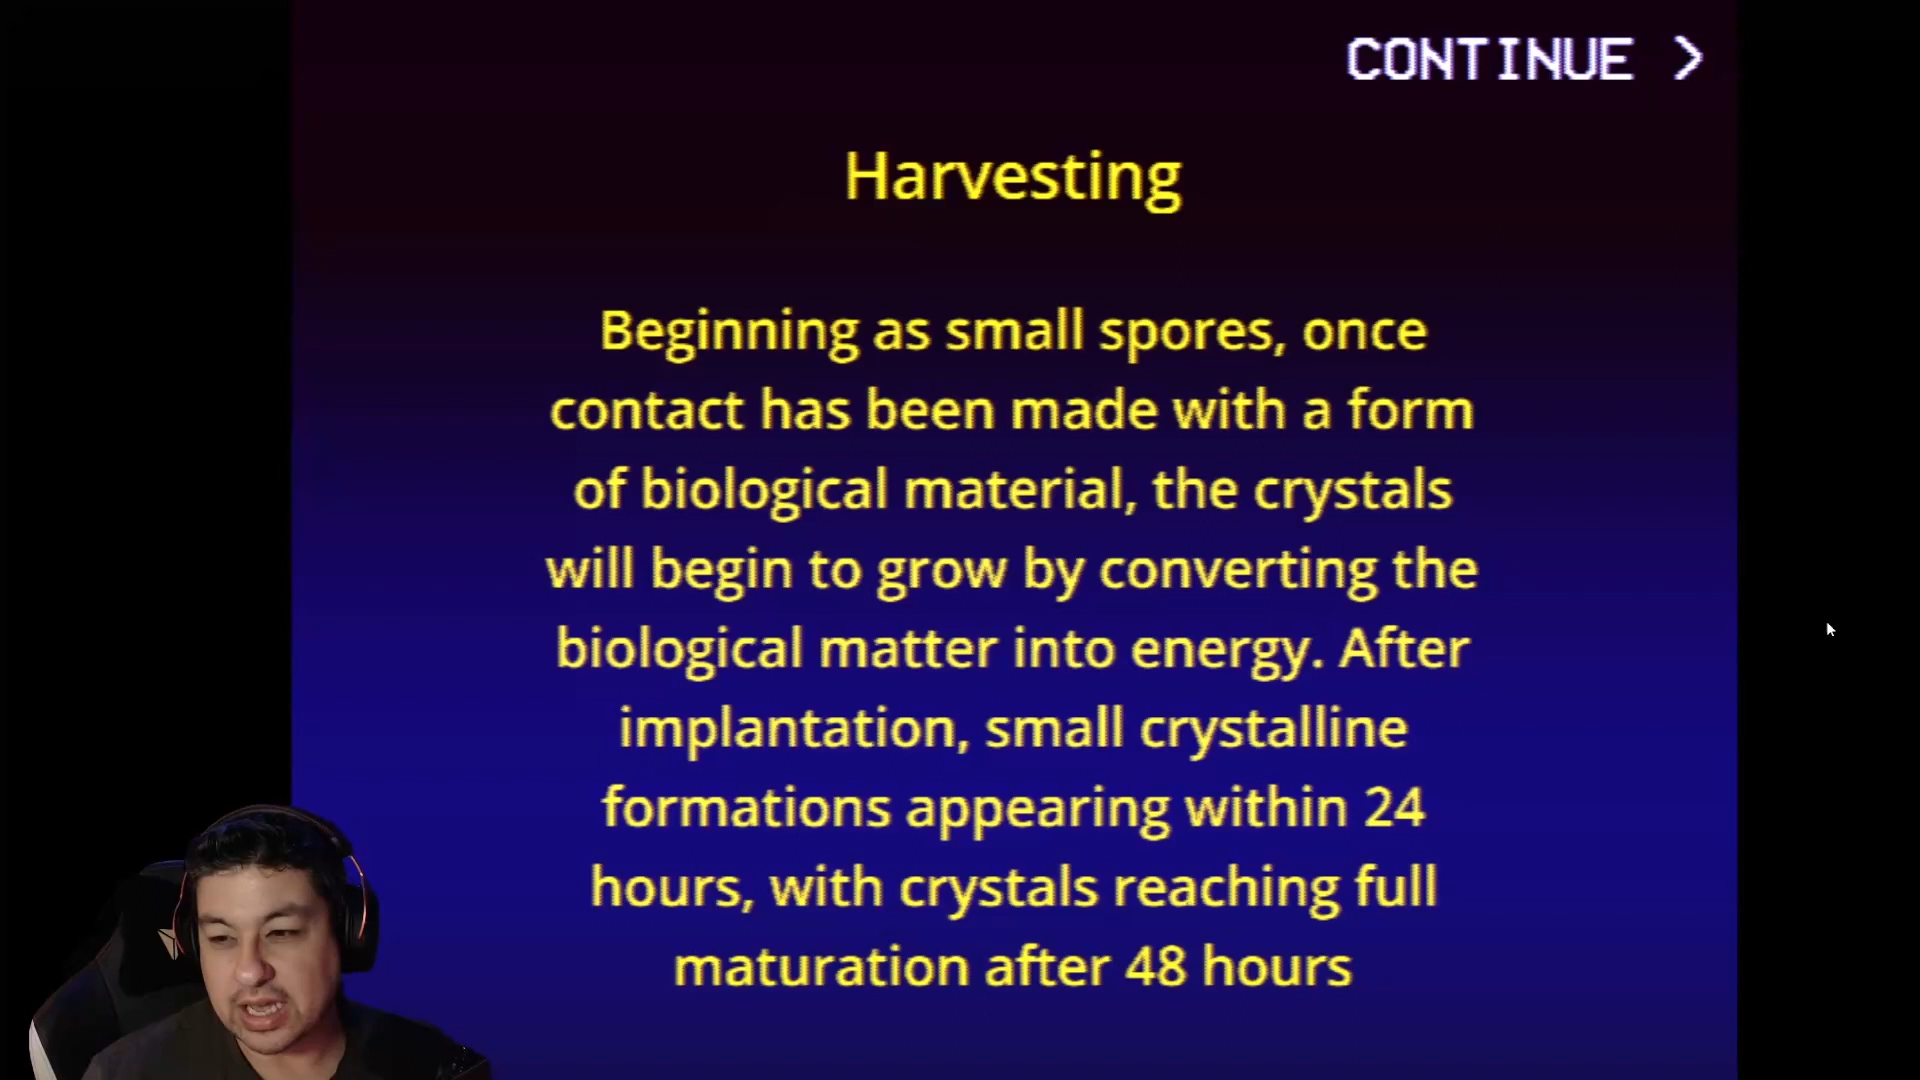 CONTINUE >
Harvesting
Beginning as small spores, once
contact has been made with a form
of biological material, the crystals
will begin to grow by converting the
biological matter into energy. After
implantation, small crystalline
formations appearing within 24
hours, with crystals reaching full
maturation after 48 hours